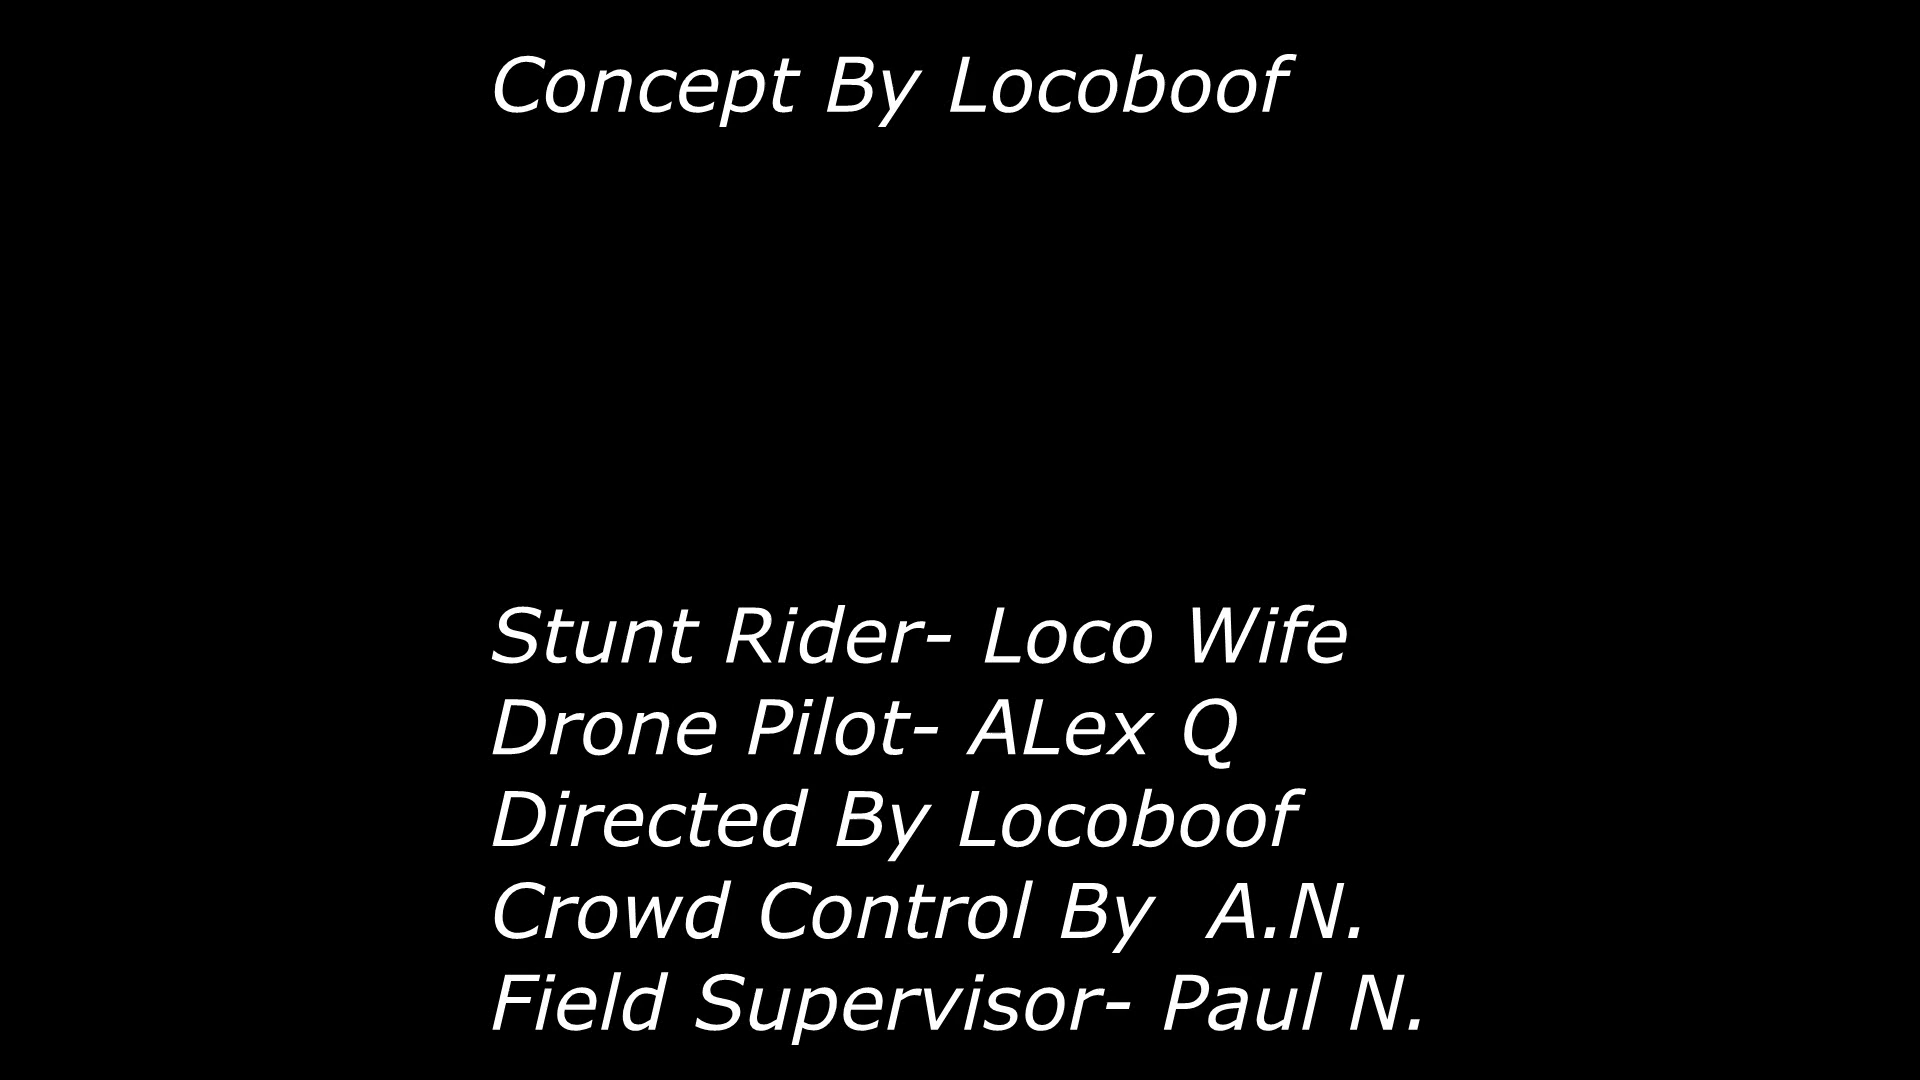 Concept By Locoboof
Stunt Rider- Loco Wife
Drone Pilot- ALex Q
Directed By Locoboof
Crowd Control By  A.N.
Field Supervisor- Paul N.